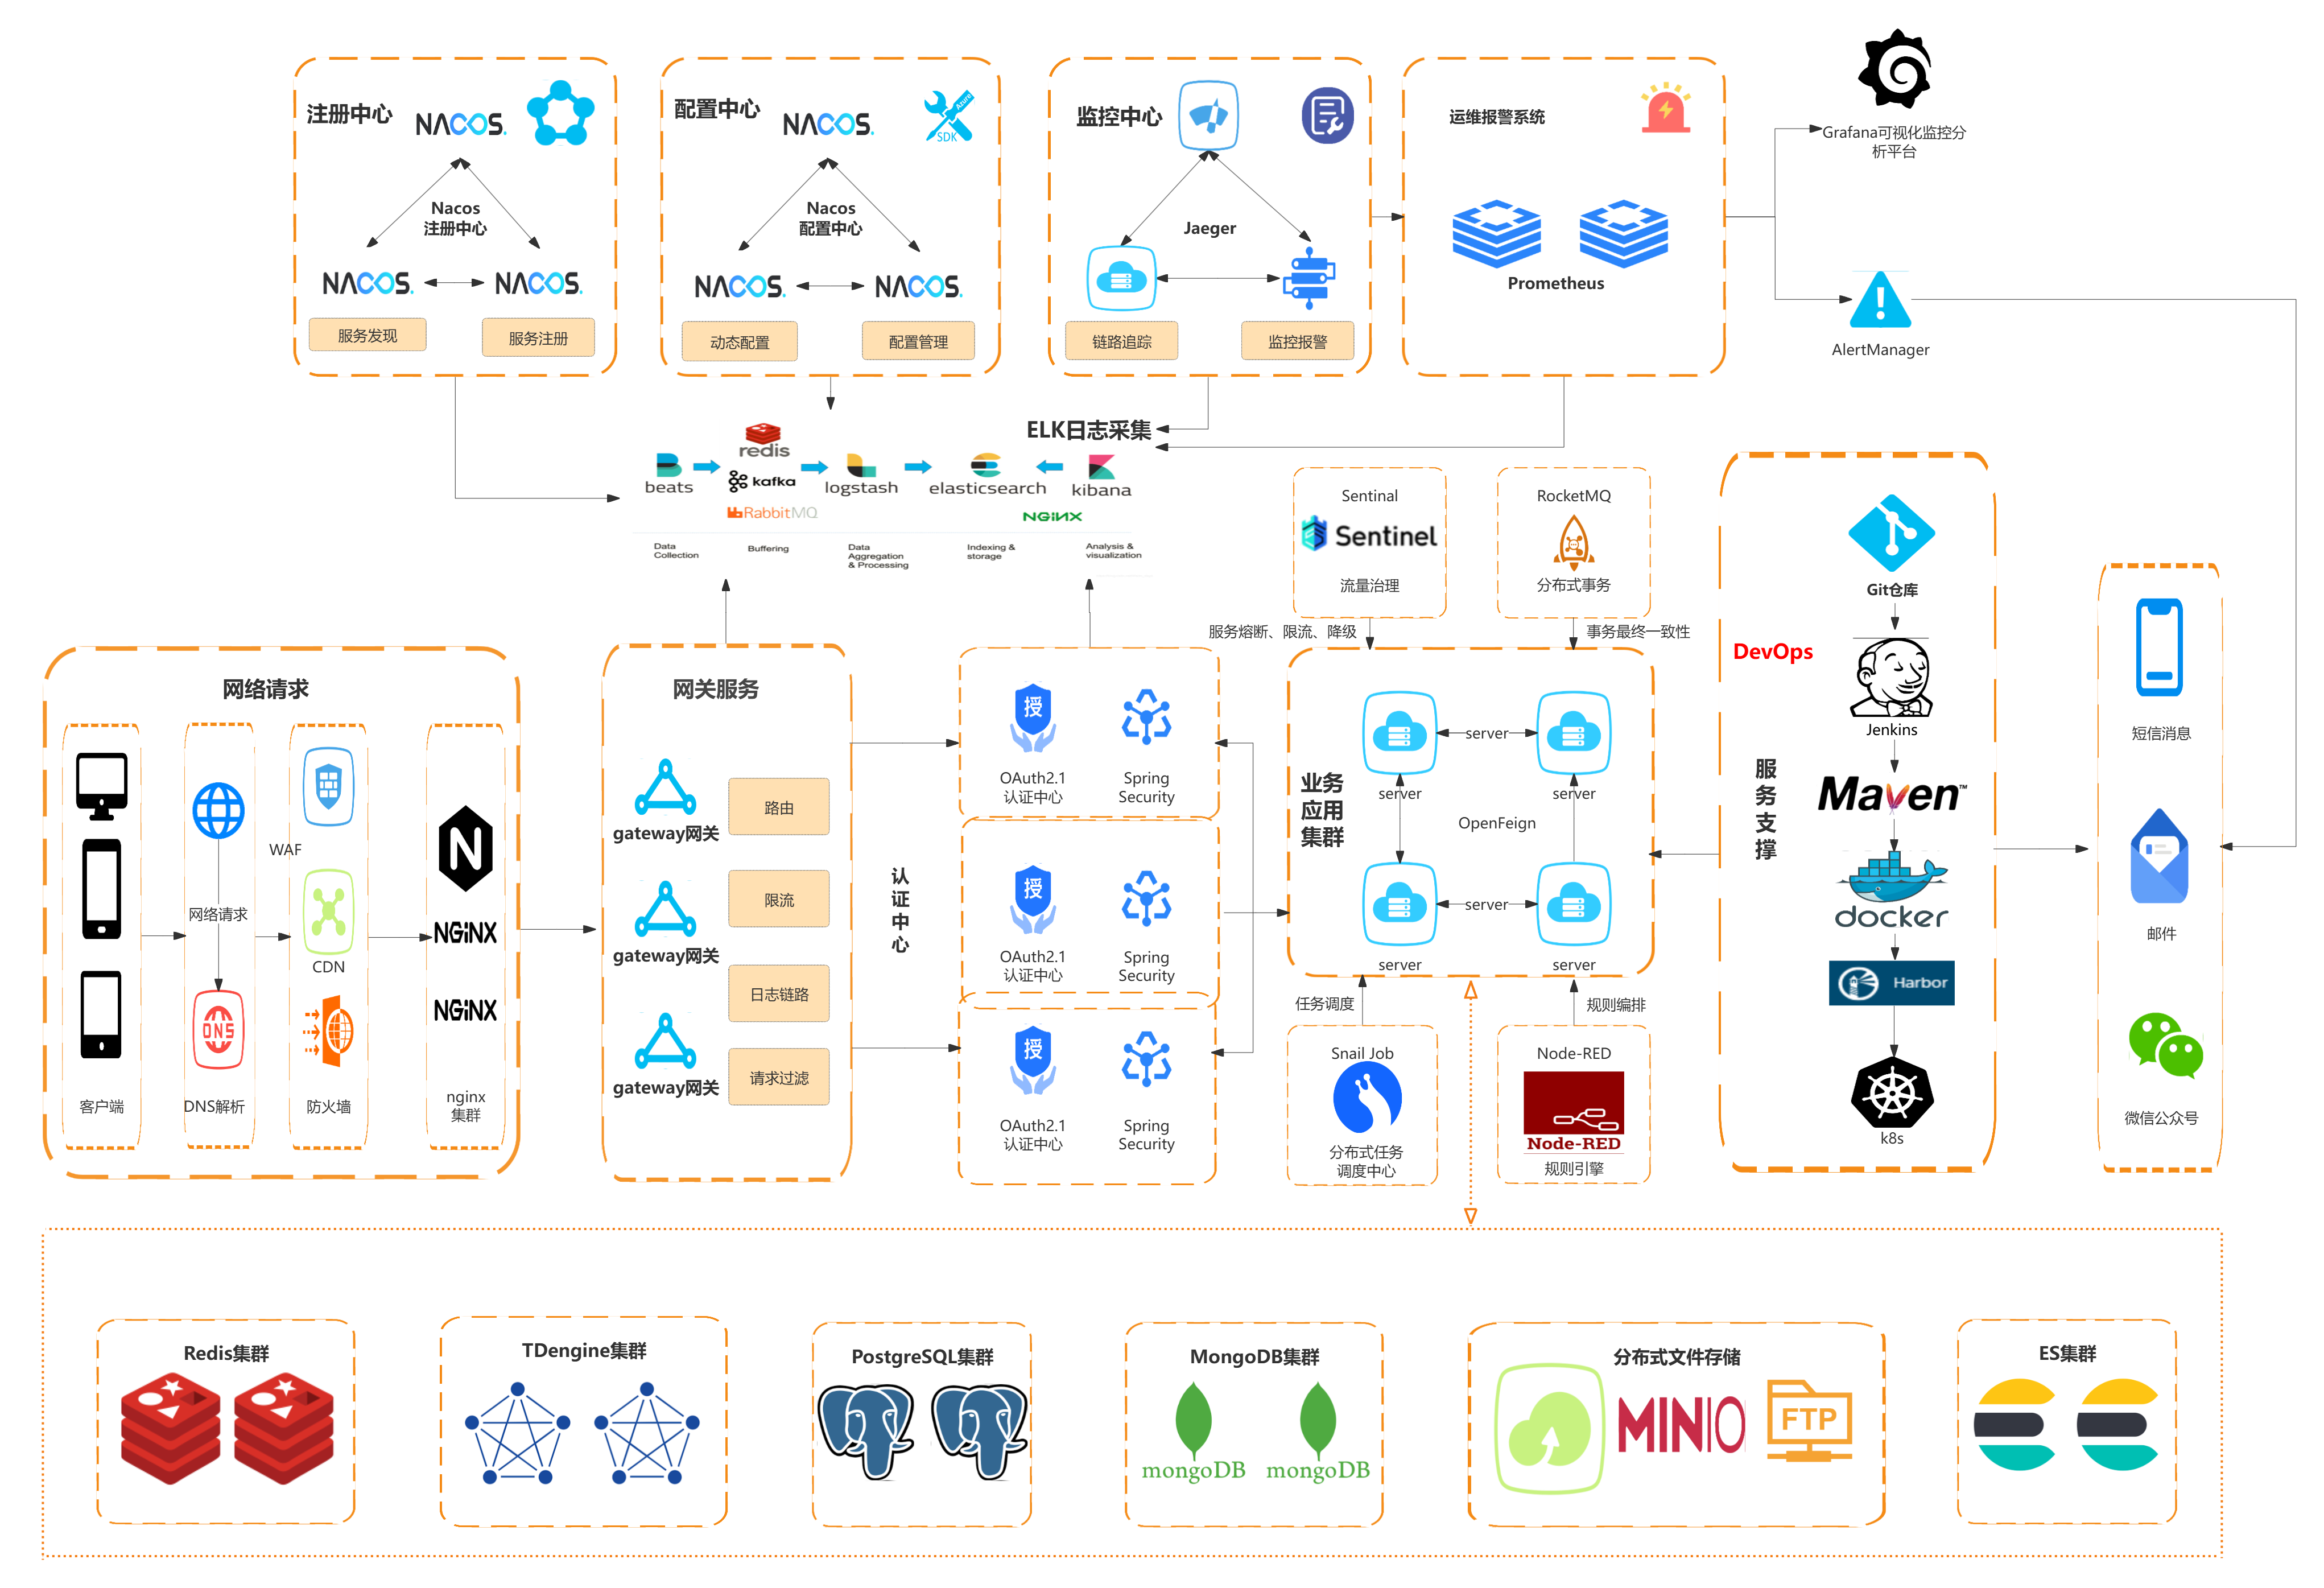 注册中心
NACOS.
Nacos
注册中心
NACOS.
NACOS.
服务发现
服务注册
配置中心
NACOS.
Azure
SDK
Nacos
配置中心
NACOS.
NACOS.
动态配置
配置管理
监控中心
Jaeger
链路追踪
监控报警
运维报警系统
Prometheus
Grafana可视化监控分
析平台
AlertManager
ELK日志采集
redis
beats
kafka
logstash
elasticsearch
kibana
RabbitMQ
NGINX
Data
Collection
Buffering
Data
Aggregation
& Processing
Indexing &
storage
Analysis &
visualization
Sentinal
Sentinel
流量治理
服务熔断、限流、降级
RocketMQ
分布式事务
事务最终一致性
网络请求
客户端
网络请求
DNS
DNS解析
WAF
CDN
防火墙
N
NGINX
NGINX
nginx
集群
网关服务
gateway网关
gateway网关
gateway网关
路由
限流
日志链路
请求过滤
认
证
中
心
授
OAuth2.1
认证中心
Spring
Security
授
OAuth2.1
认证中心
Spring
Security
授
OAuth2.1
认证中心
Spring
Security
业务
应用
集群
server
server
server
OpenFeign
server
server
server
任务调度
规则编排
Snail Job
分布式任务
调度中心
Node-RED
Node-RED
规则引擎
DevOps
服
务
支
撑
Git仓库
Jenkins
Maven™
docker
Harbor
k8s
短信消息
邮件
微信公众号
Redis集群
TDengine集群
PostgreSQL集群
MongoDB集群
mongoDB
mongoDB
分布式文件存储
MINIO
FTP
ES集群